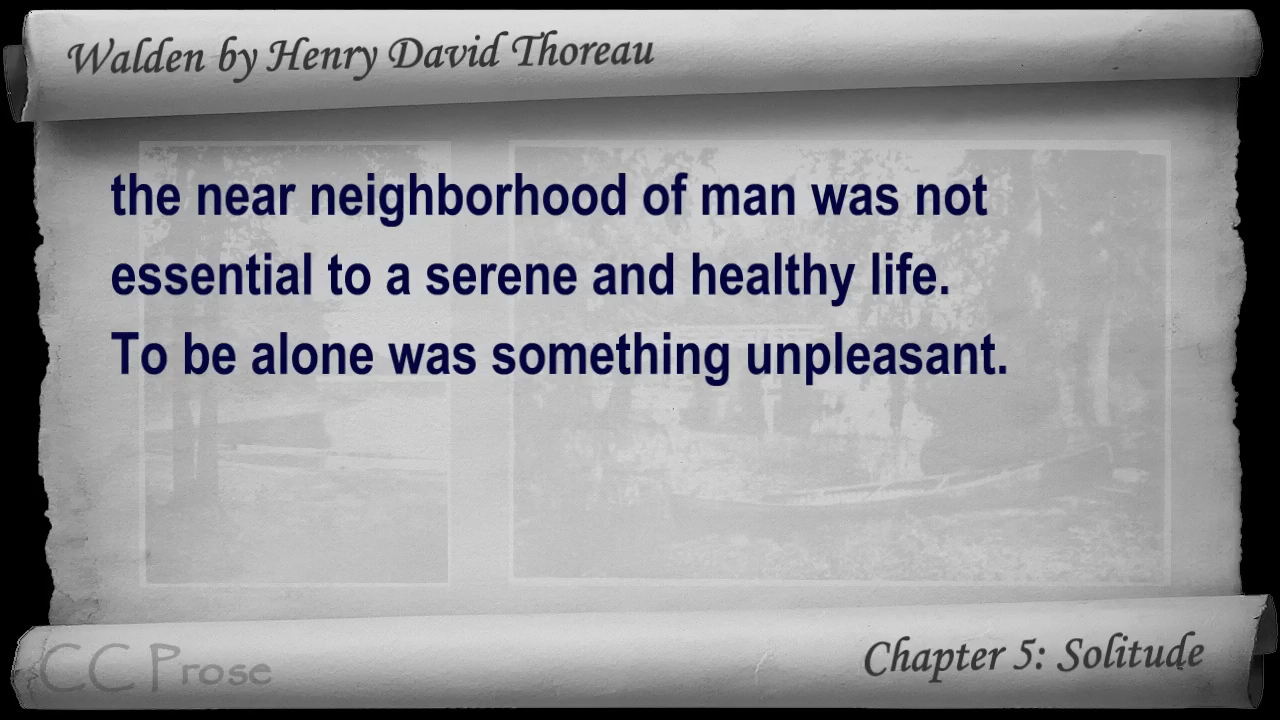 Walden by Henry David Thoreau
the near neighborhood of man was not
essential to a serene and healthy life.
To be alone was something unpleasant.
CC Prose
Chapter 5: Solitude